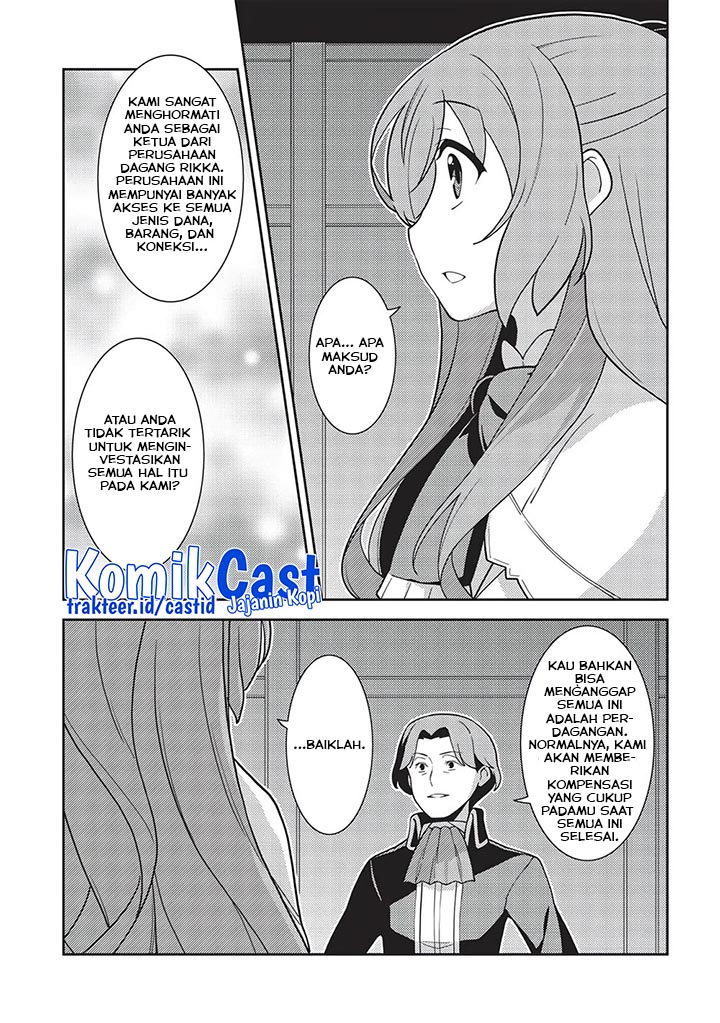 APA... APA
MAKSUD
ANDA?
KAMI SANGAT
MENGHORMATI
ANDA SEBAGAI
KETUA DARI
PERUSAHAAN
DAGANG RIKKA.
PERUSAHAAN INI
MEMPUNYAI BANYAK
AKSES KE SEMUA
JENIS DANA,
BARANG, DAN
KONEKSI...
ATAU ANDA
TIDAK TERTARIK
UNTUK MENGIN-
VESTASIKAN
SEMUA HAL ITU
PADA KAMI?
KomikCast
trakteer.id/castid
Jajanin Kopi
KAU BAHKAN
BISA
MENGANGGAP
SEMUA INI
ADALAH PER-
DAGANGAN.
NORMALNYA, KAMI
AKAN MEMBE-
RIKAN
KOMPENSASI
YANG CUKUP
PADAMU SAAT
SEMUA INI
SELESAI.
...BAIKLAH.